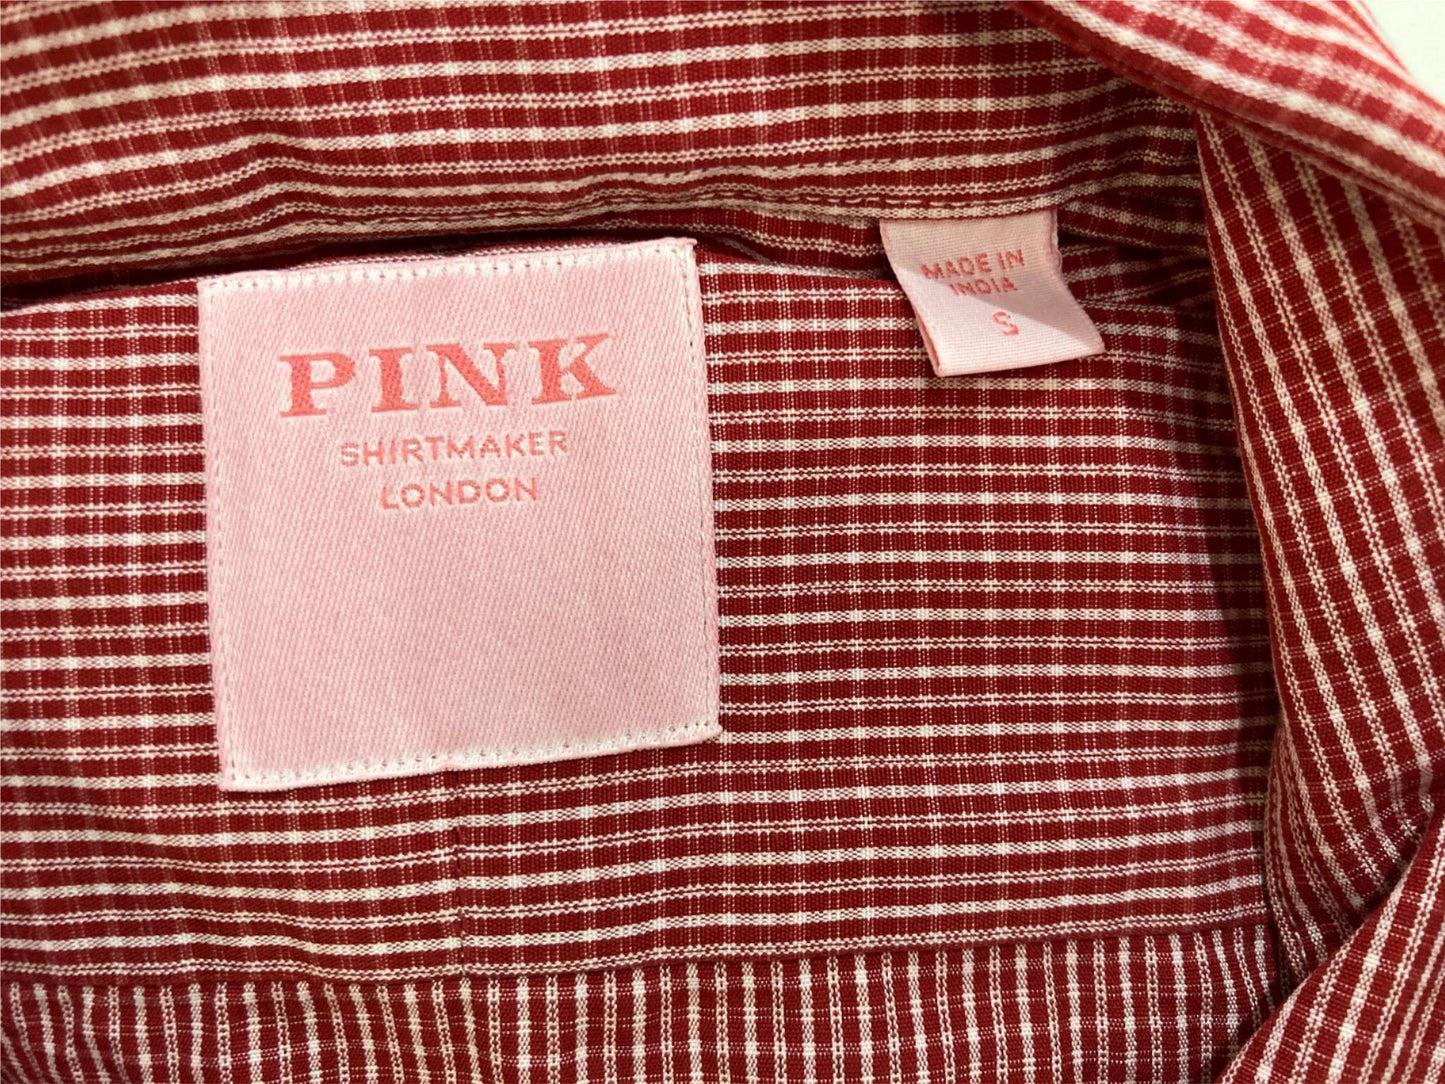 PINK
SHIRTMAKER
LONDON
MADE IN
INDIA
S